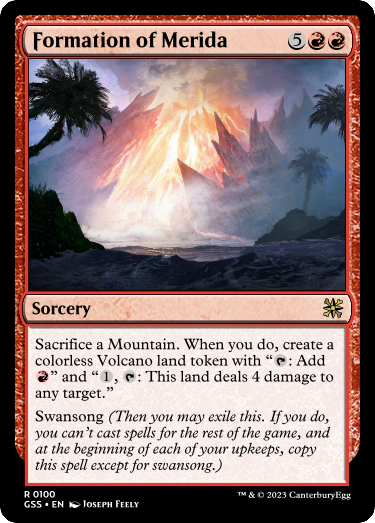 Formation of Merida 5
Sorcery
Sacrifice a Mountain. When you do, create a
colorless Volcano land token with “: Add
” and “1, : This land deals 4 damage to
any target.”
Swansong (Then you may exile this. If you do,
you can't cast spells for the rest of the game, and
at the beginning of each of your upkeeps, copy
this spell except for swansong.)
R 0100
GSS • EN Joseph Feely
™ & © 2023 CanterburyEgg